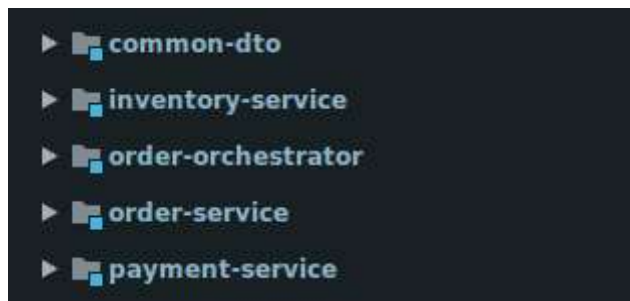 common-dto
inventory-service
order-orchestrator
order-service
payment-service